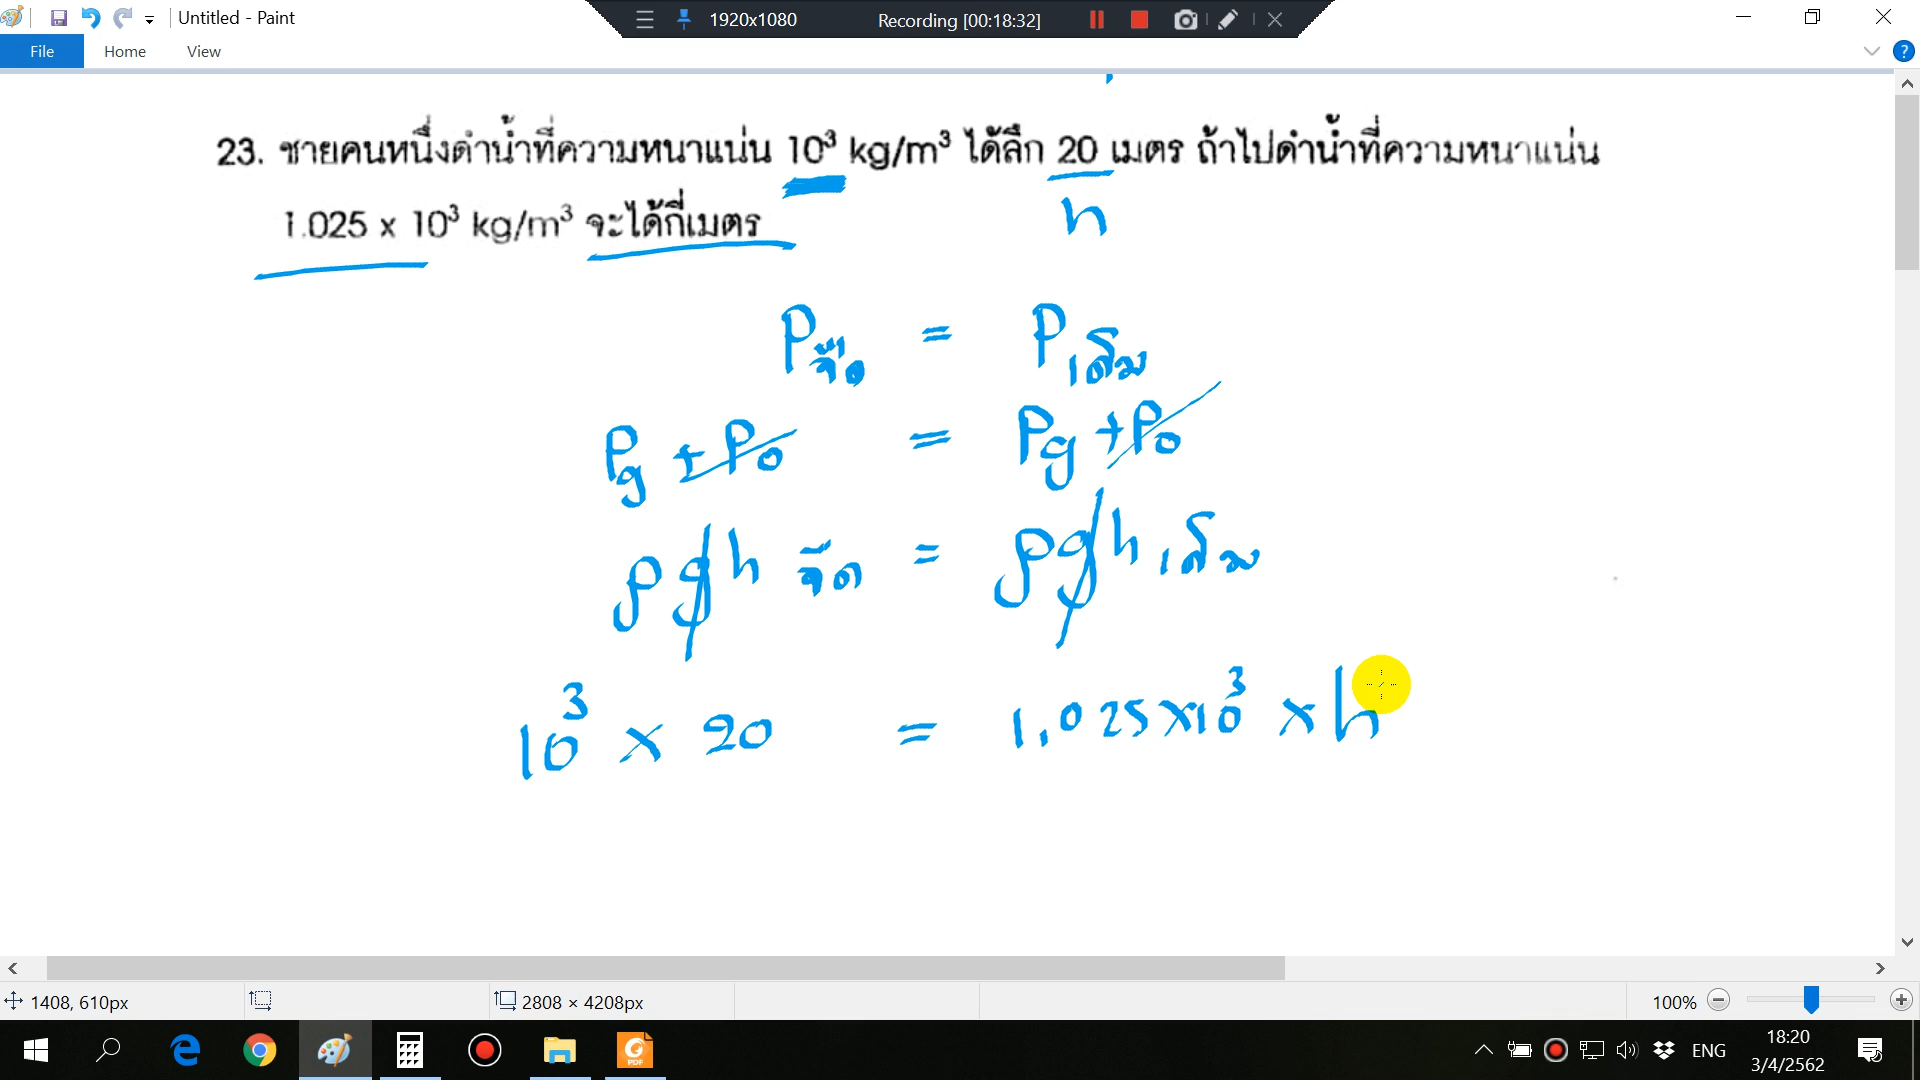 Untitled - Paint
1920x1080
Recording [00:18:32]
File Home View
23. ชายคนหนึ่งดำน้ำที่ความหนาแน่น 10³ kg/m³ ได้ลึก 20 เมตร ถ้าไปดำน้ำที่ความหนาแน่น
1.025 x 10³ kg/m³ จะได้กี่เมตร
h
P จืด = P เค็ม
Pg + Po = Pg + Po
ρgh จืด = ρgh เค็ม
10³ x 20 = 1.025x10³ x h
1408, 610px
2808 × 4208px
100%
ENG
18:20
3/4/2562